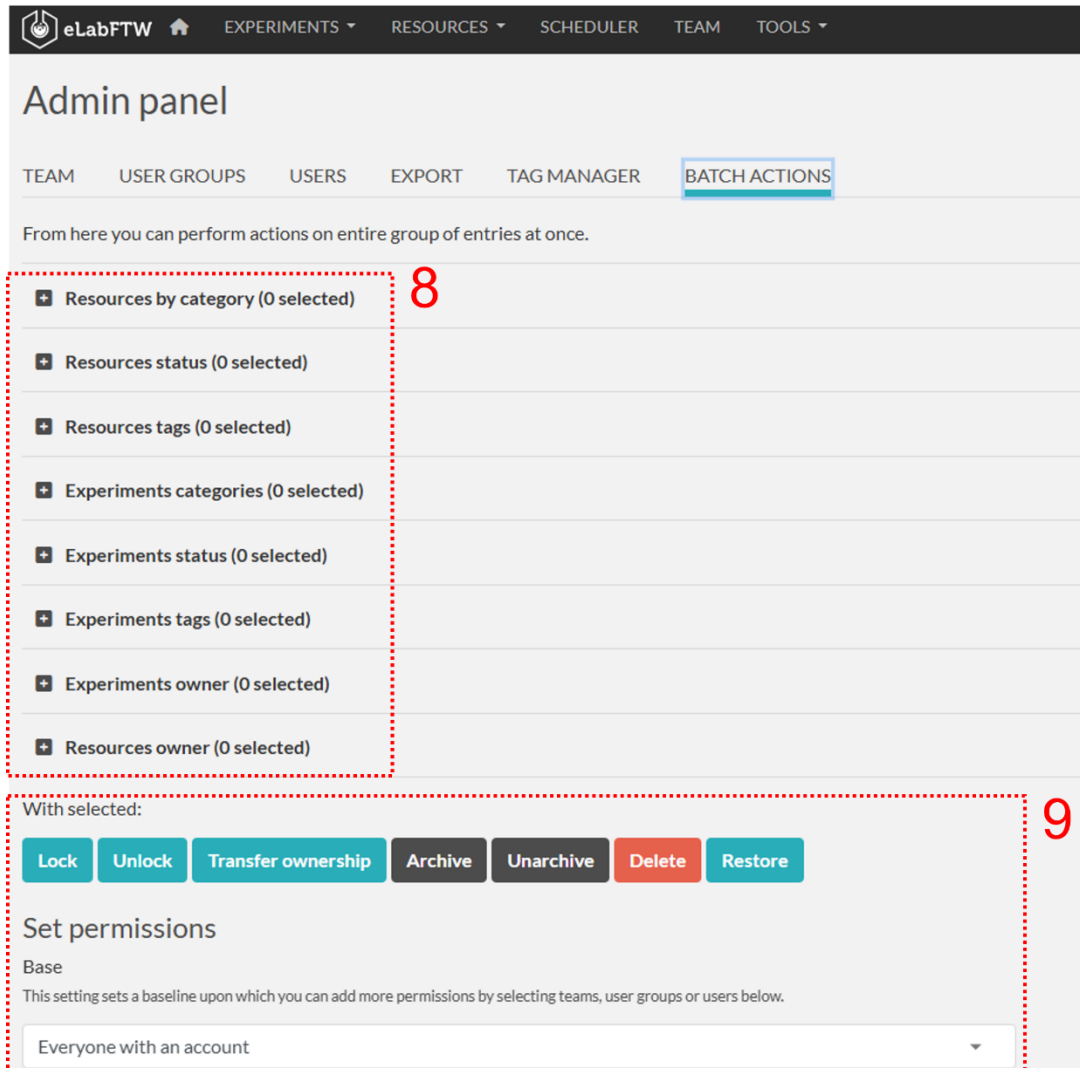 eLabFTW EXPERIMENTS RESOURCES SCHEDULER TEAM TOOLS
Admin panel
TEAM USER GROUPS USERS EXPORT TAG MANAGER BATCH ACTIONS
From here you can perform actions on entire group of entries at once.
8
Resources by category (0 selected)
Resources status (0 selected)
Resources tags (0 selected)
Experiments categories (0 selected)
Experiments status (0 selected)
Experiments tags (0 selected)
Experiments owner (0 selected)
Resources owner (0 selected)
With selected:
9
Lock Unlock Transfer ownership Archive Unarchive Delete Restore
Set permissions
Base
This setting sets a baseline upon which you can add more permissions by selecting teams, user groups or users below.
Everyone with an account